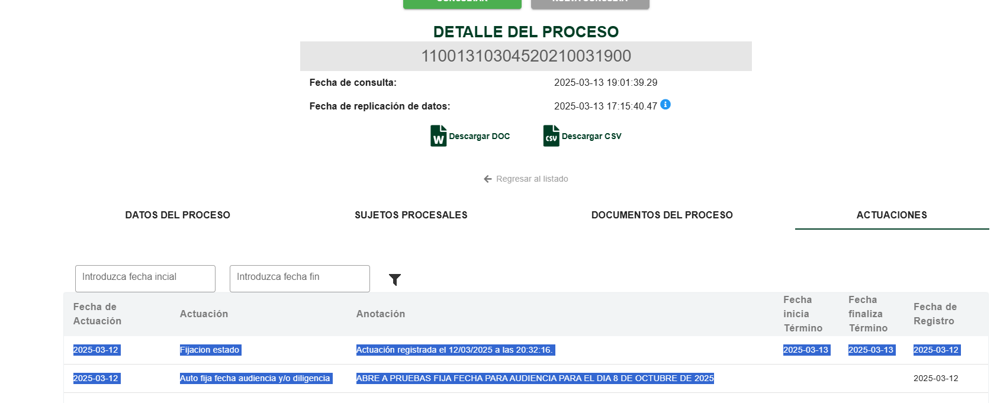 CONSULTAR
NUEVA CONSULTA
DETALLE DEL PROCESO
11001310304520210031900
Fecha de consulta: 2025-03-13 19:01:39.29
Fecha de replicación de datos: 2025-03-13 17:15:40.47
Descargar DOC
Descargar CSV
Regresar al listado
DATOS DEL PROCESO
SUJETOS PROCESALES
DOCUMENTOS DEL PROCESO
ACTUACIONES
Introduzca fecha incial
Introduzca fecha fin
Fecha de Actuación
Actuación
Anotación
Fecha inicia Término
Fecha finaliza Término
Fecha de Registro
2025-03-12 Fijacion estado Actuación registrada el 12/03/2025 a las 20:32:16. 2025-03-13 2025-03-13 2025-03-12
2025-03-12 Auto fija fecha audiencia y/o diligencia ABRE A PRUEBAS FIJA FECHA PARA AUDIENCIA PARA EL DIA 8 DE OCTUBRE DE 2025 2025-03-12